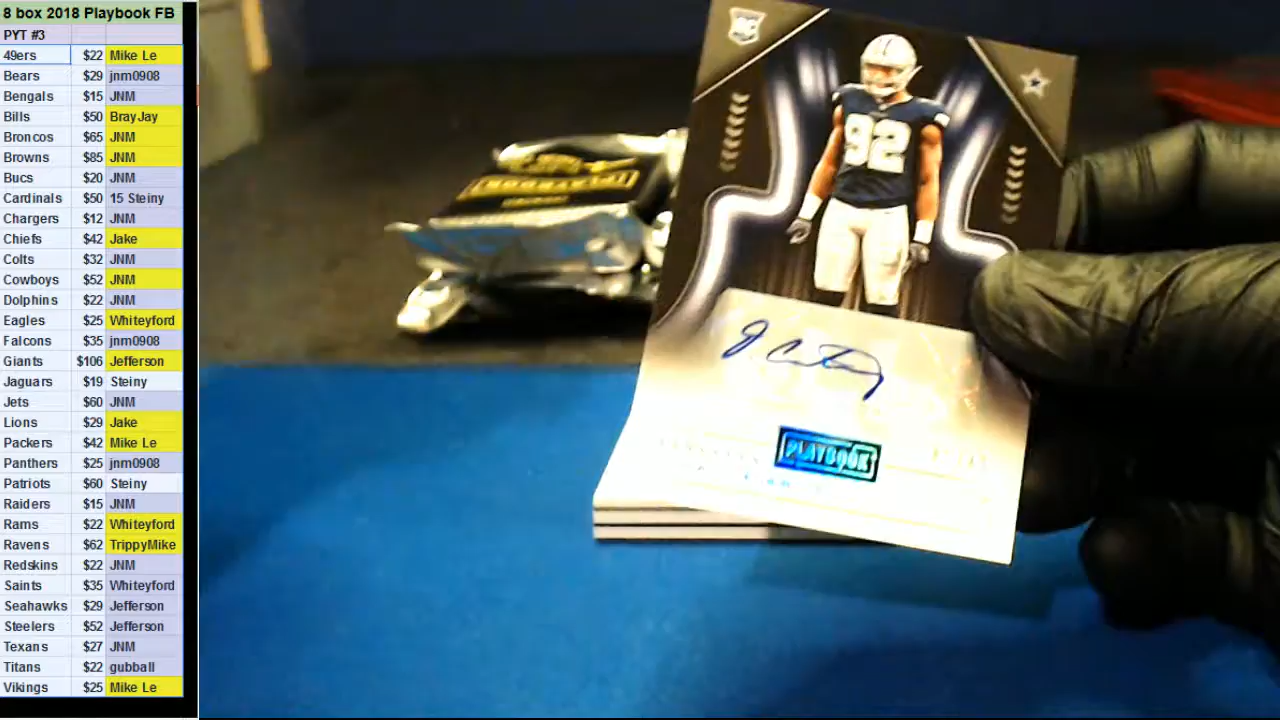 8 box 2018 Playbook FB
PYT #3
49ers $22 Mike Le
Bears $29 jnm0908
Bengals $15 JNM
Bills $50 BrayJay
Broncos $65 JNM
Browns $85 JNM
Bucs $20 JNM
Cardinals $50 15 Steiny
Chargers $12 JNM
Chiefs $42 Jake
Colts $32 JNM
Cowboys $52 JNM
Dolphins $22 JNM
Eagles $25 Whiteyford
Falcons $35 jnm0908
Giants $106 Jefferson
Jaguars $19 Steiny
Jets $60 JNM
Lions $29 Jake
Packers $42 Mike Le
Panthers $25 jnm0908
Patriots $60 Steiny
Raiders $15 JNM
Rams $22 Whiteyford
Ravens $62 TrippyMike
Redskins $22 JNM
Saints $35 Whiteyford
Seahawks $29 Jefferson
Steelers $52 Jefferson
Texans $27 JNM
Titans $22 gubball
Vikings $25 Mike Le
RC
92
PLAYBOOK
PLAYBOOK